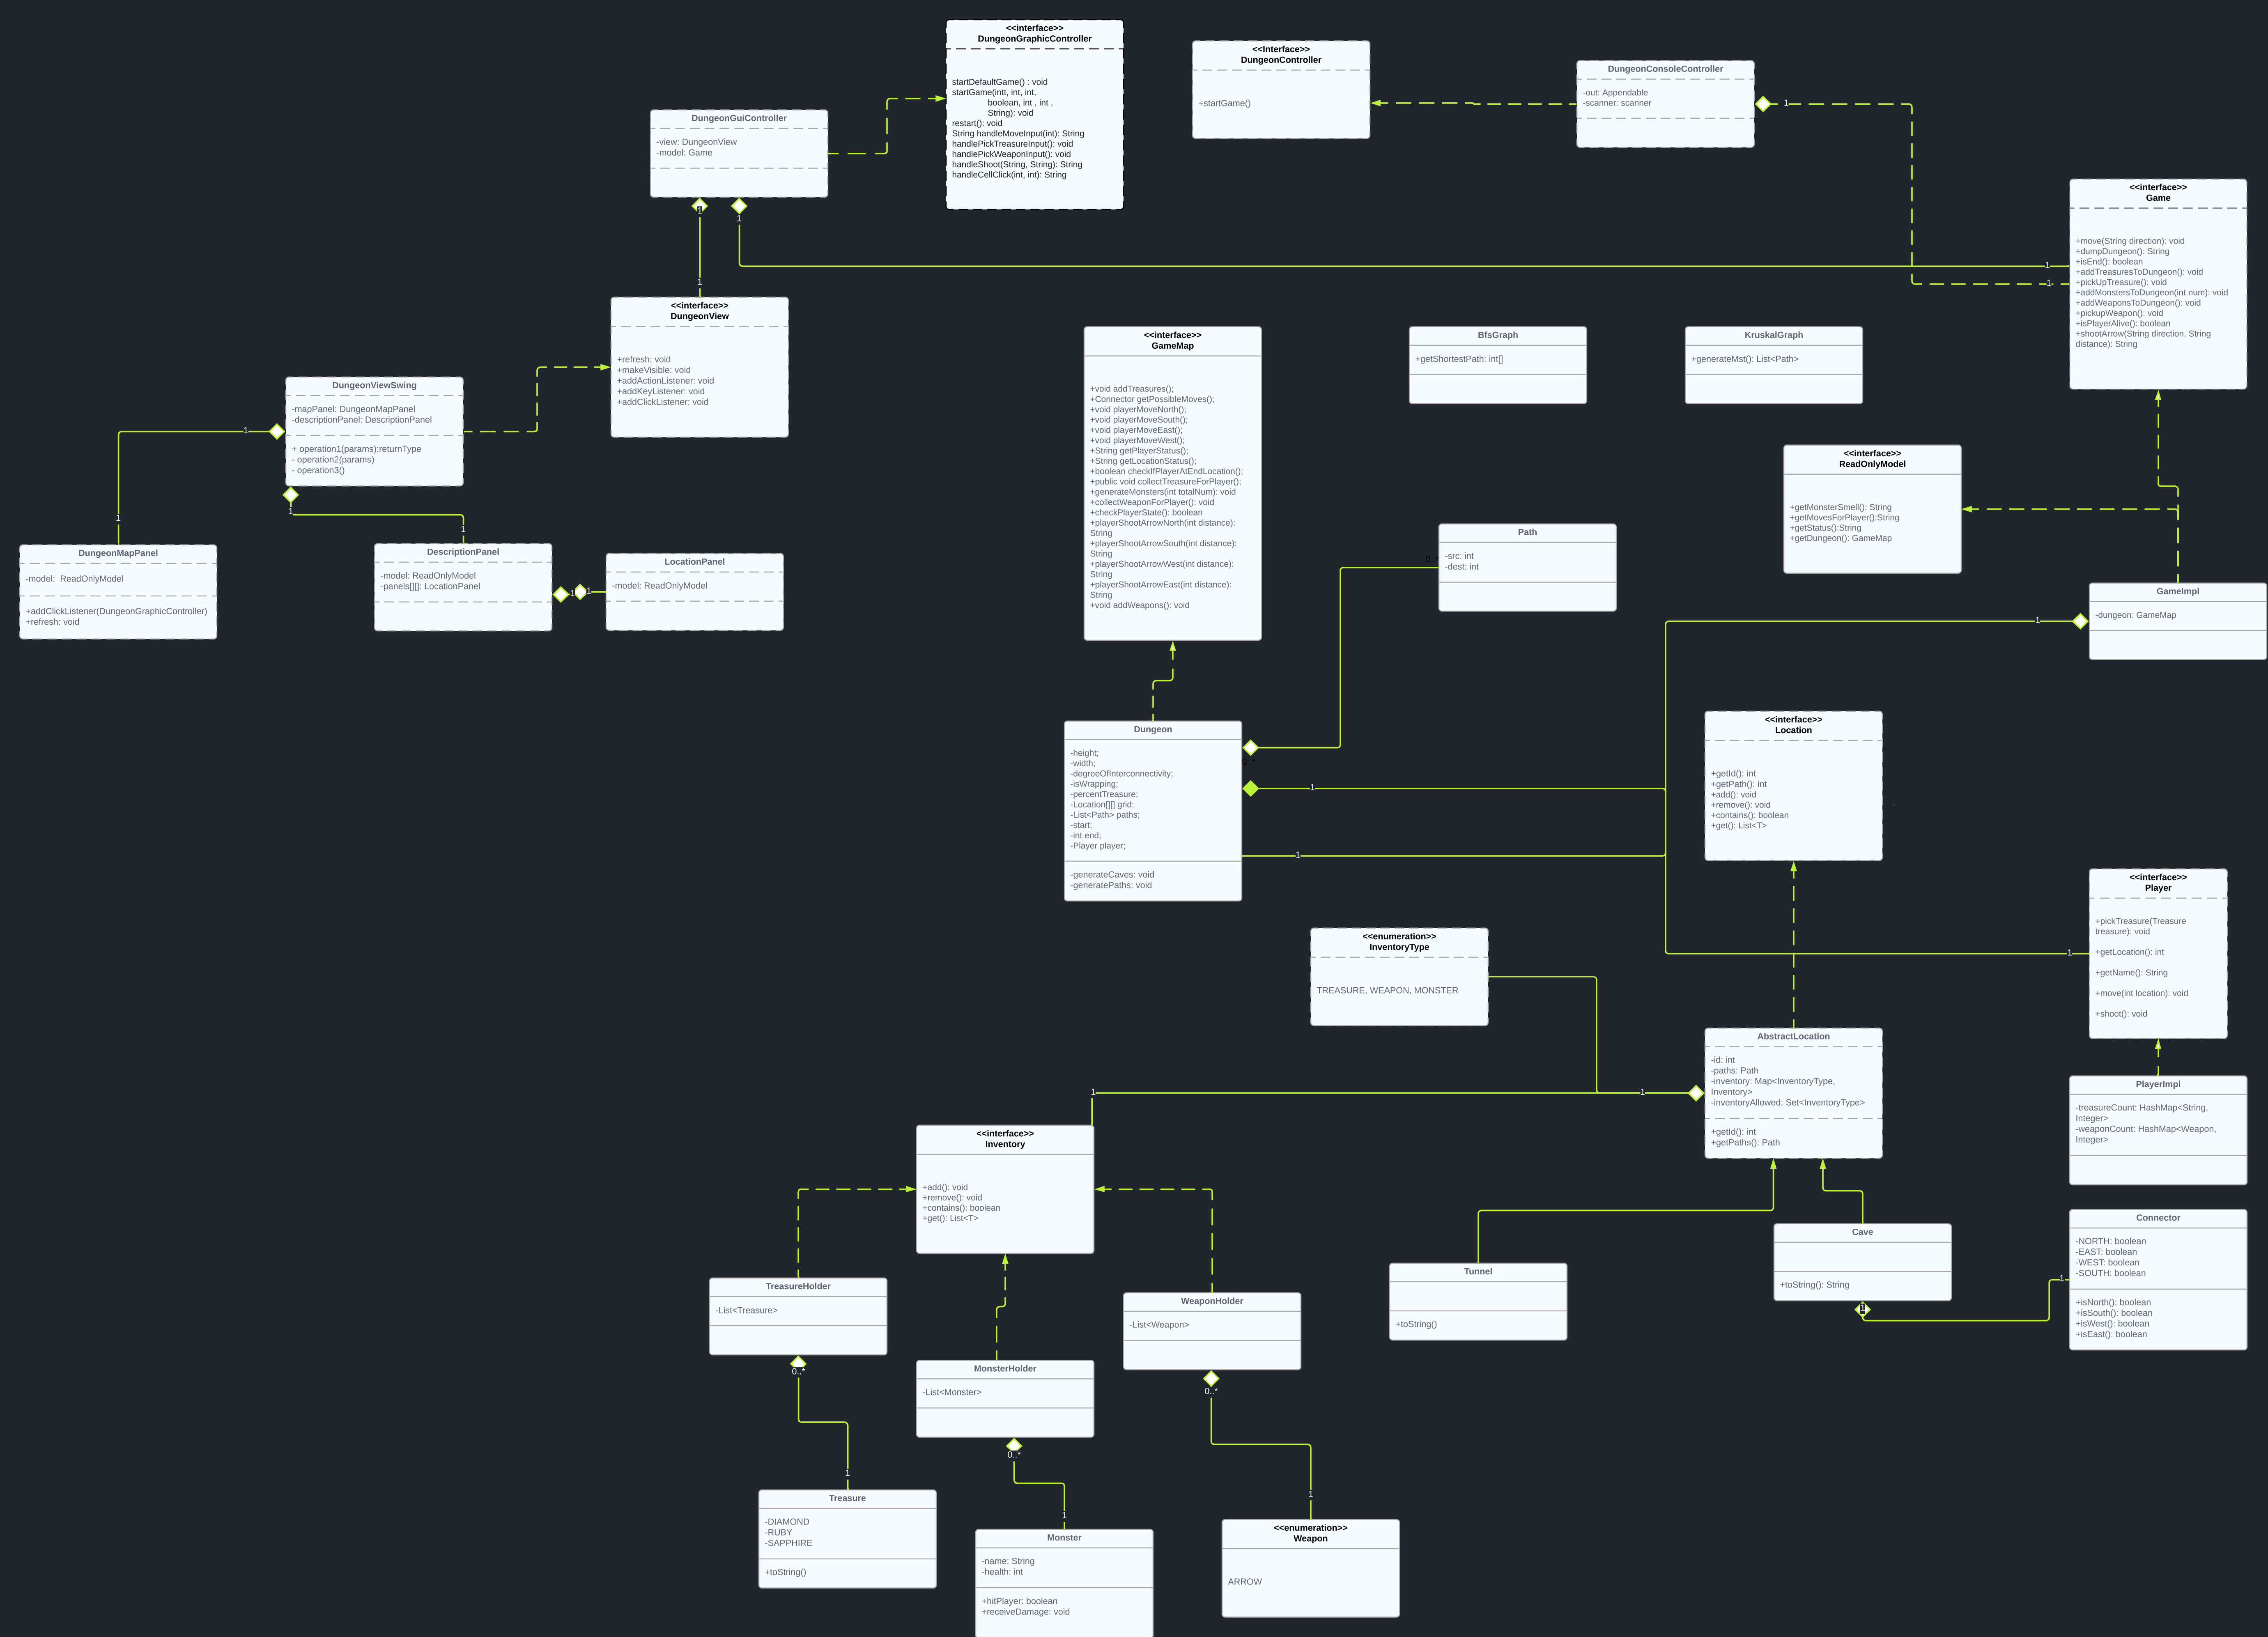 <<interface>>
DungeonGraphicController
startDefaultGame() : void
startGame(intt, int, int,
boolean, int , int ,
String): void
restart(): void
String handleMoveInput(int): String
handlePickTreasureInput(): void
handlePickWeaponInput(): void
handleShoot(String, String): String
handleCellClick(int, int): String
<<Interface>>
DungeonController
+startGame()
DungeonConsoleController
-out: Appendable
-scanner: scanner
1
DungeonGuiController
-view: DungeonView
-model: Game
1
1
1
1
1
<<interface>>
Game
+move(String direction): void
+dumpDungeon(): String
+isEnd(): boolean
+addTreasuresToDungeon(): void
+pickUpTreasure(): void
+addMonstersToDungeon(int num): void
+addWeaponsToDungeon(): void
+pickupWeapon(): void
+isPlayerAlive(): boolean
+shootArrow(String direction, String
distance): String
<<interface>>
DungeonView
+refresh: void
+makeVisible: void
+addActionListener: void
+addKeyListener: void
+addClickListener: void
<<interface>>
GameMap
+void addTreasures();
+Connector getPossibleMoves();
+void playerMoveNorth();
+void playerMoveSouth();
+void playerMoveEast();
+void playerMoveWest();
+String getPlayerStatus();
+String getLocationStatus();
+boolean checkIfPlayerAtEndLocation();
+public void collectTreasureForPlayer();
+generateMonsters(int totalNum): void
+collectWeaponForPlayer(): void
+checkPlayerState(): boolean
+playerShootArrowNorth(int distance):
String
+playerShootArrowSouth(int distance):
String
+playerShootArrowWest(int distance):
String
+playerShootArrowEast(int distance):
String
+void addWeapons(): void
BfsGraph
+getShortestPath: int[]
KruskalGraph
+generateMst(): List<Path>
DungeonViewSwing
-mapPanel: DungeonMapPanel
-descriptionPanel: DescriptionPanel
+ operation1(params):returnType
- operation2(params)
- operation3()
1
1
1
1
<<interface>>
ReadOnlyModel
+getMonsterSmell(): String
+getMovesForPlayer():String
+getStatus():String
+getDungeon(): GameMap
DungeonMapPanel
-model:  ReadOnlyModel
+addClickListener(DungeonGraphicController)
+refresh: void
DescriptionPanel
-model: ReadOnlyModel
-panels[][]: LocationPanel
1
1
LocationPanel
-model: ReadOnlyModel
Path
-src: int
-dest: int
0..*
GameImpl
-dungeon: GameMap
1
Dungeon
-height;
-width;
-degreeOfInterconnectivity;
-isWrapping;
-percentTreasure;
-Location[][] grid;
-List<Path> paths;
-start;
-int end;
-Player player;
-generateCaves: void
-generatePaths: void
0..*
1
1
<<interface>>
Location
+getId(): int
+getPath(): int
+add(): void
+remove(): void
+contains(): boolean
+get(): List<T>
<<interface>>
Player
+pickTreasure(Treasure
treasure): void
+getLocation(): int
+getName(): String
+move(int location): void
+shoot(): void
1
<<enumeration>>
InventoryType
TREASURE, WEAPON, MONSTER
AbstractLocation
-id: int
-paths: Path
-inventory: Map<InventoryType,
Inventory>
-inventoryAllowed: Set<InventoryType>
+getId(): int
+getPaths(): Path
1
1
PlayerImpl
-treasureCount: HashMap<String,
Integer>
-weaponCount: HashMap<Weapon,
Integer>
<<interface>>
Inventory
+add(): void
+remove(): void
+contains(): boolean
+get(): List<T>
Connector
-NORTH: boolean
-EAST: boolean
-WEST: boolean
-SOUTH: boolean
+isNorth(): boolean
+isSouth(): boolean
+isWest(): boolean
+isEast(): boolean
Cave
+toString(): String
1
1
Tunnel
+toString()
TreasureHolder
-List<Treasure>
0..*
WeaponHolder
-List<Weapon>
0..*
MonsterHolder
-List<Monster>
0..*
1
1
1
Treasure
-DIAMOND
-RUBY
-SAPPHIRE
+toString()
Monster
-name: String
-health: int
+hitPlayer: boolean
+receiveDamage: void
<<enumeration>>
Weapon
ARROW